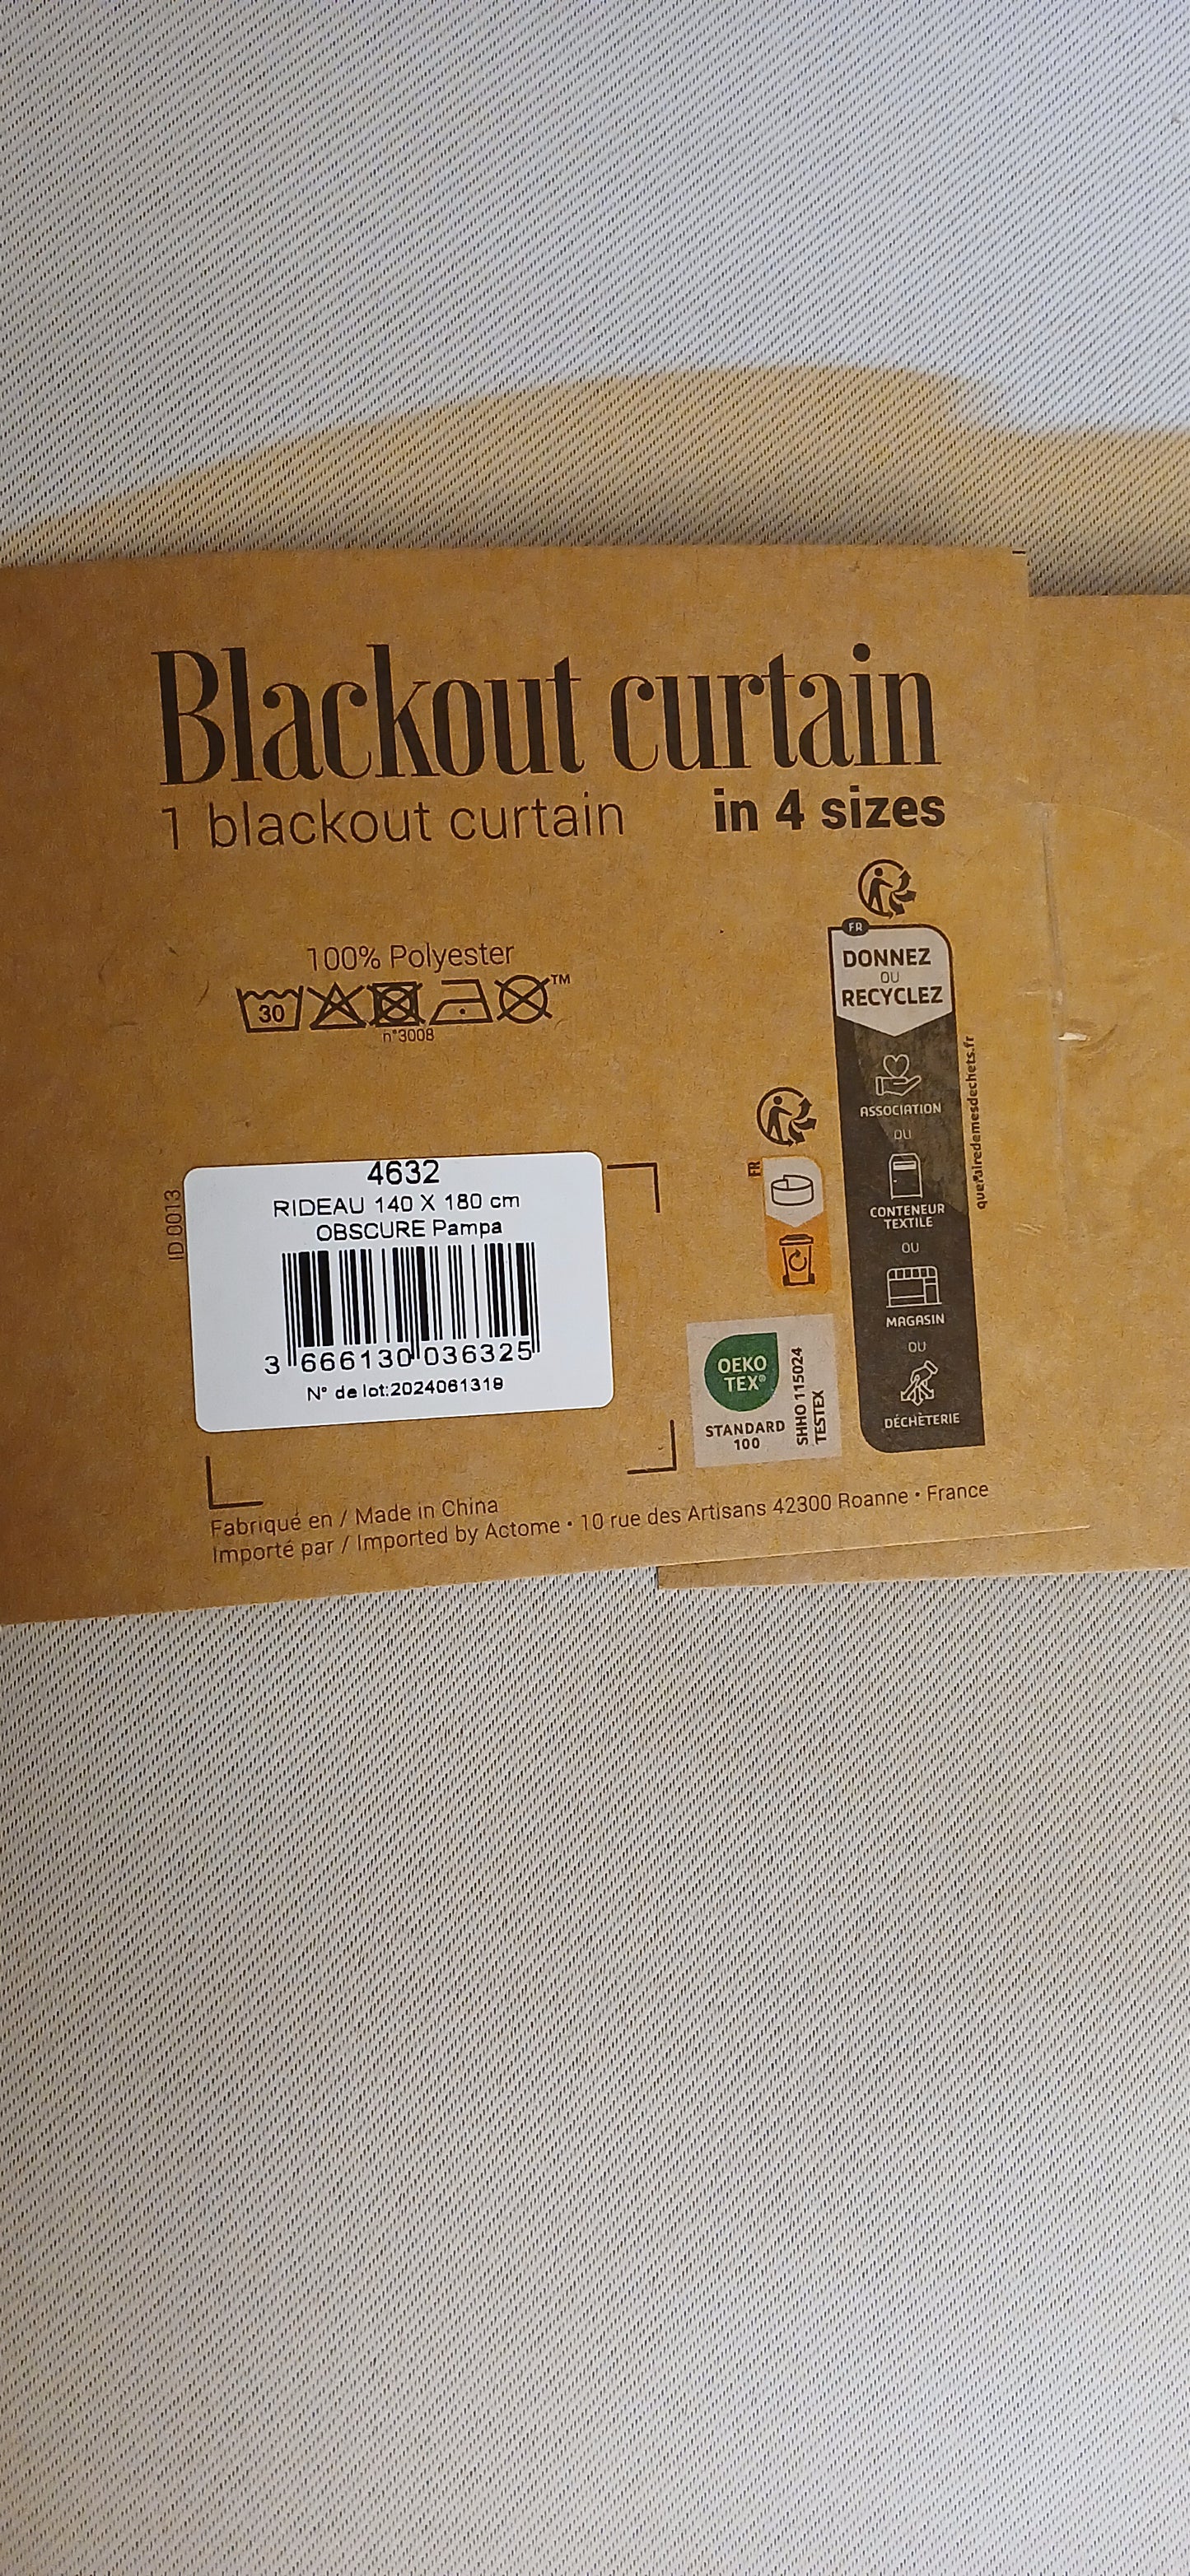 Blackout curtain
1 blackout curtain in 4 sizes
100% Polyester
30
TM
n°3008
FR
DONNEZ
OU
RECYCLEZ
ASSOCIATION
OU
CONTENEUR
TEXTILE
OU
MAGASIN
OU
DÉCHÈTERIE
quefairedemesdechets.fr
FR
ID 0013
4632
RIDEAU 140 X 180 cm
OBSCURE Pampa
3 666130 036325
N° de lot:2024061319
OEKO
TEX®
STANDARD
100
SHHO 115024
TESTEX
Fabriqué en / Made in China
Importé par / Imported by Actome • 10 rue des Artisans 42300 Roanne • France